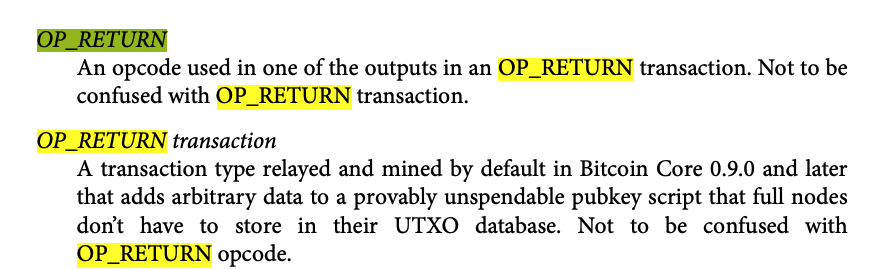 OP_RETURN
An opcode used in one of the outputs in an OP_RETURN transaction. Not to be
confused with OP_RETURN transaction.
OP_RETURN transaction
A transaction type relayed and mined by default in Bitcoin Core 0.9.0 and later
that adds arbitrary data to a provably unspendable pubkey script that full nodes
don’t have to store in their UTXO database. Not to be confused with
OP_RETURN opcode.